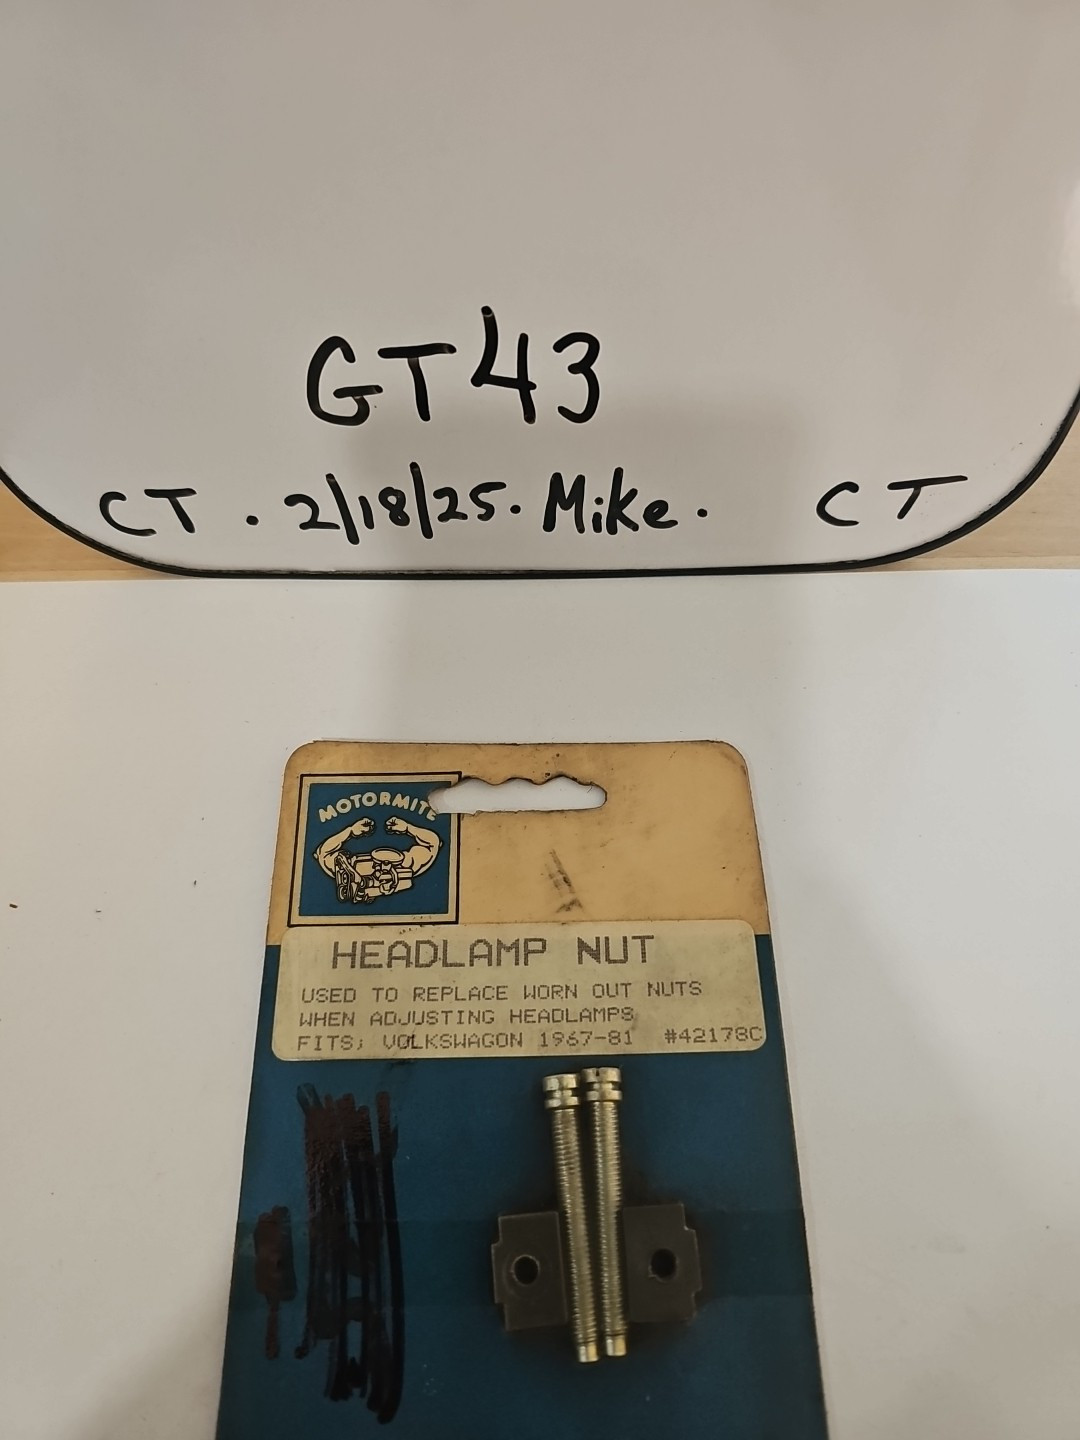 GT43
CT. 2/18/25. Mike. CT
MOTORMITE
HEADLAMP NUT
USED TO REPLACE WORN OUT NUTS
WHEN ADJUSTING HEADLAMPS
FITS; VOLKSWAGON 1967-81 #42178C